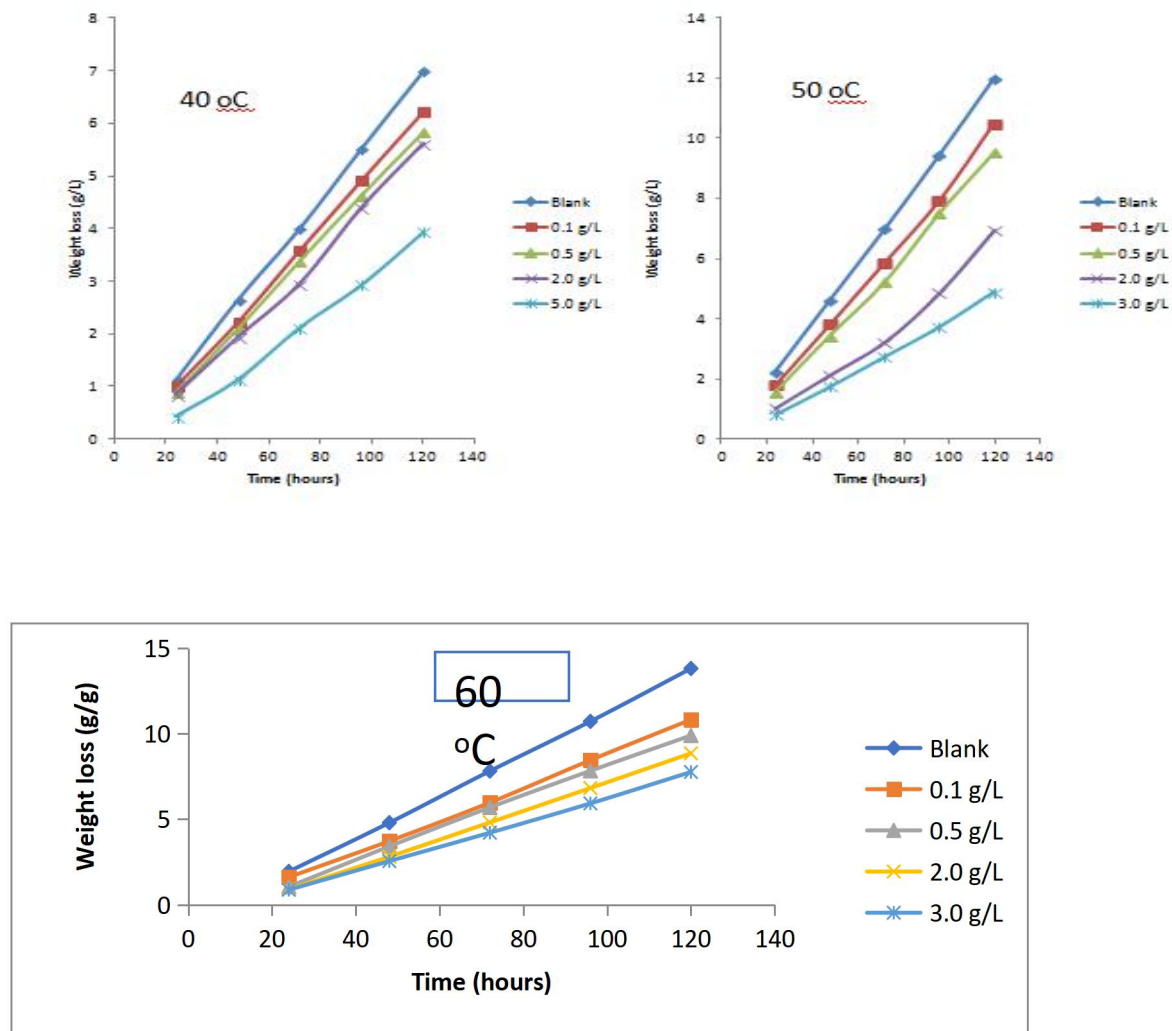 8
7
6
5
4
3
2
1
0
40 oC
Weight loss (g/L)
0 20 40 60 80 100 120 140
Time (hours)
Blank
0.1 g/L
0.5 g/L
2.0 g/L
5.0 g/L
14
12
10
8
6
4
2
0
50 oC
Weight loss (g/L)
0 20 40 60 80 100 120 140
Time (hours)
Blank
0.1 g/L
0.5 g/L
2.0 g/L
3.0 g/L
15
10
5
0
60
oC
Weight loss (g/g)
0 20 40 60 80 100 120 140
Time (hours)
Blank
0.1 g/L
0.5 g/L
2.0 g/L
3.0 g/L